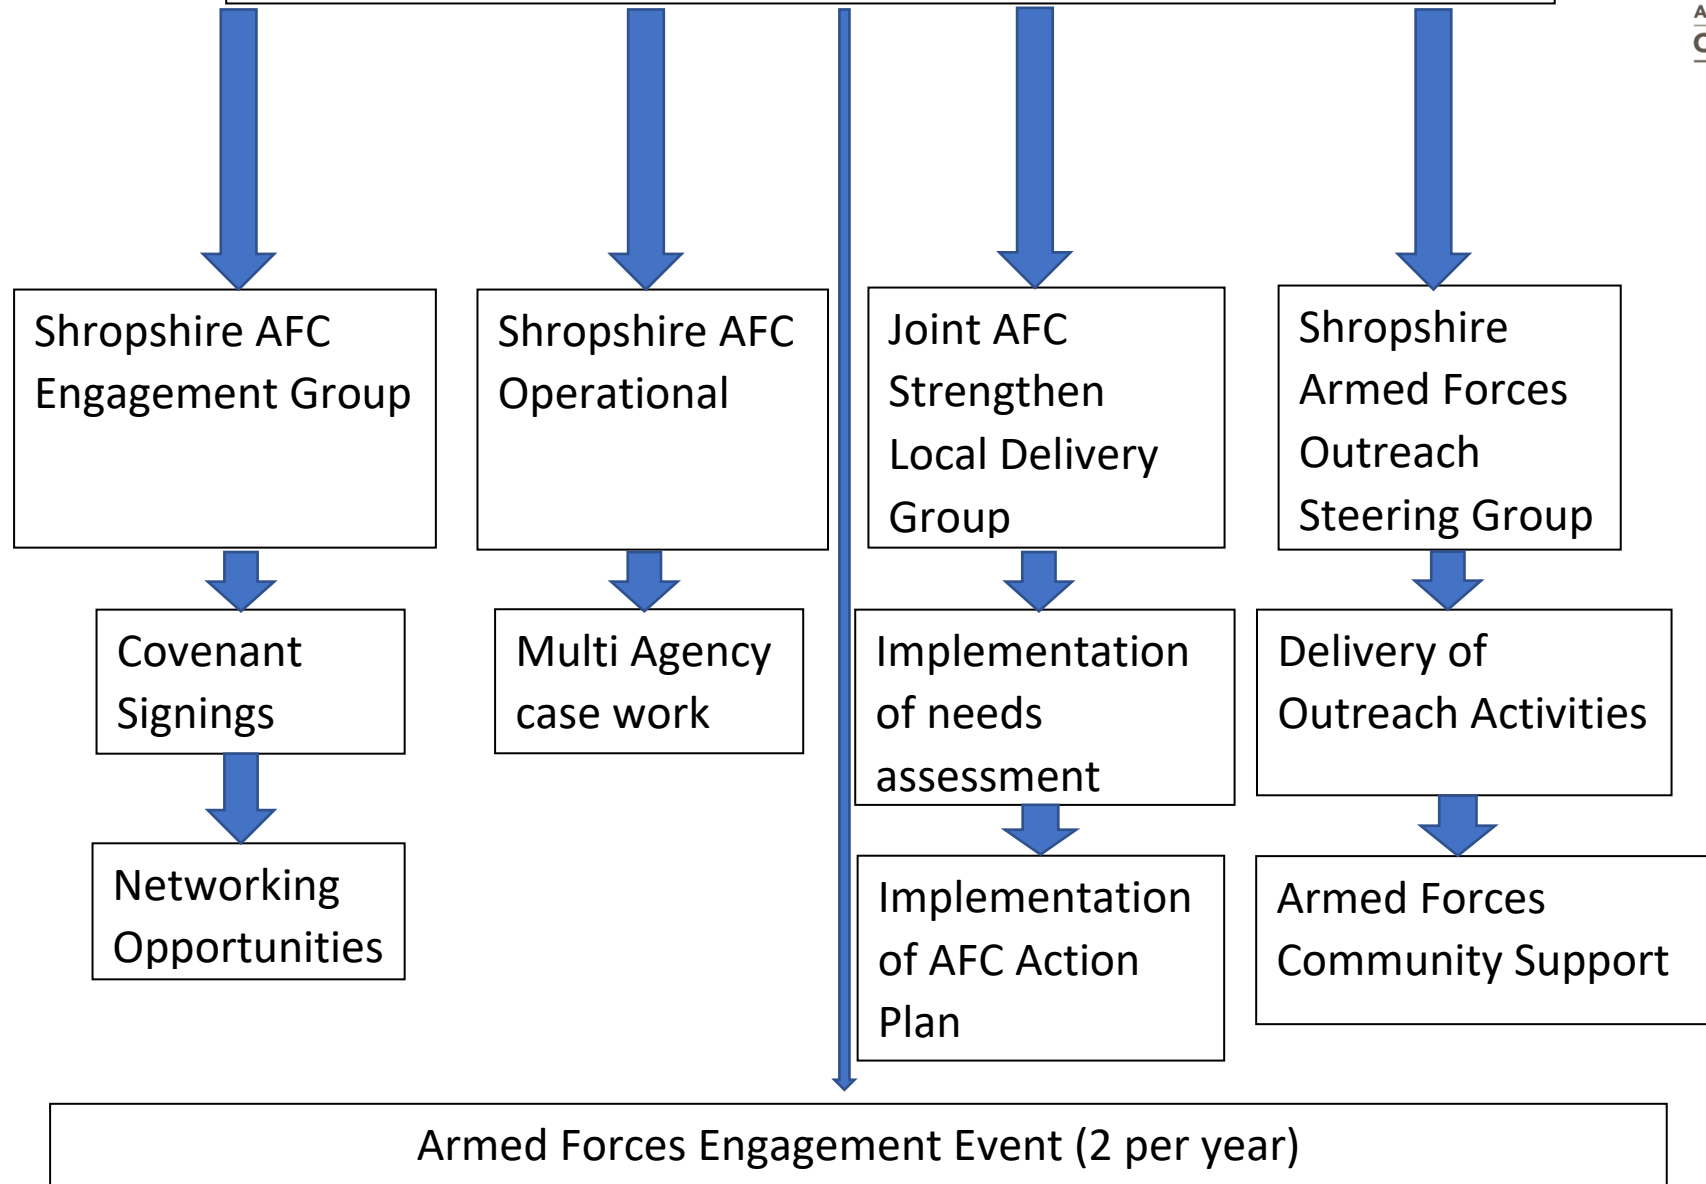 Shropshire AFC
Engagement Group
Shropshire AFC
Operational
Joint AFC
Strengthen
Local Delivery
Group
Shropshire
Armed Forces
Outreach
Steering Group
Covenant
Signings
Multi Agency
case work
Implementation
of needs
assessment
Delivery of
Outreach Activities
Networking
Opportunities
Implementation
of AFC Action
Plan
Armed Forces
Community Support
Armed Forces Engagement Event (2 per year)